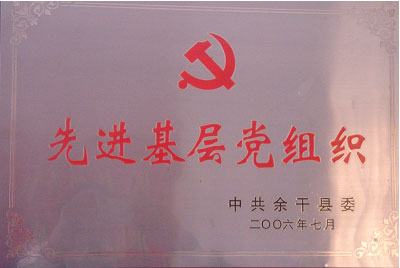 先进基层党组织
中共余干县委
二〇〇六年七月